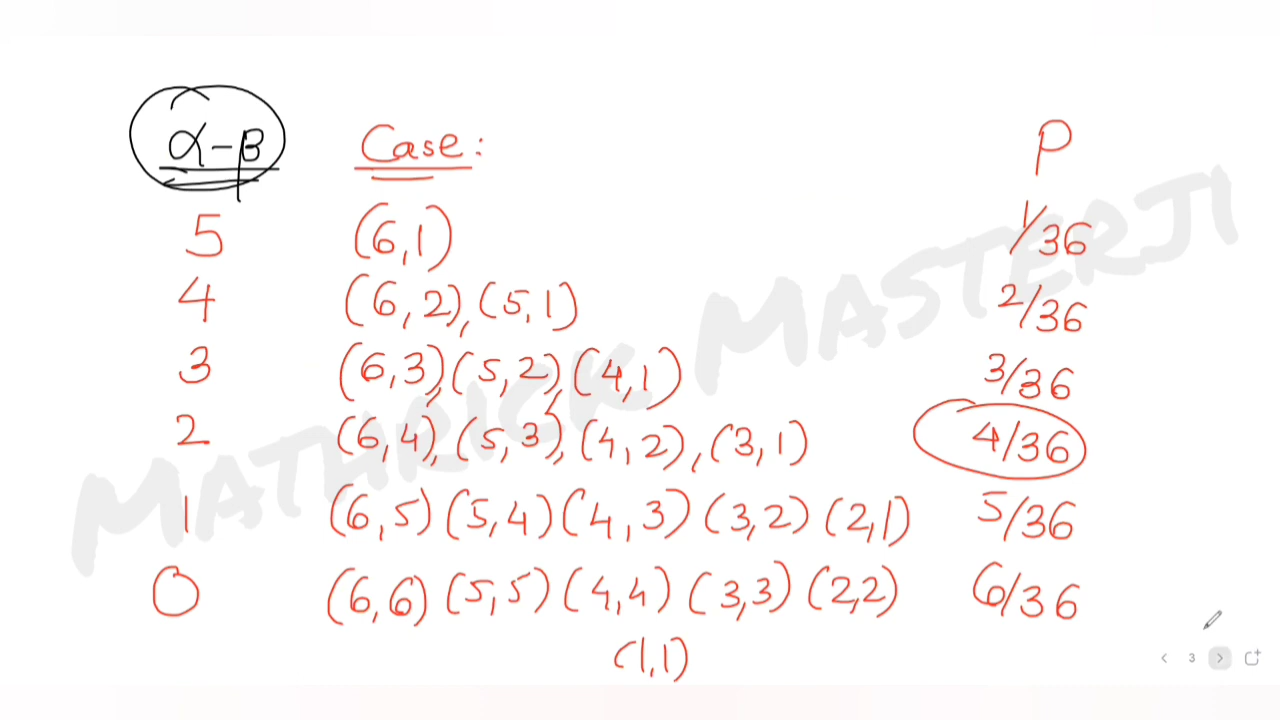 α-β Case: P
5 (6,1) 1/36
4 (6,2),(5,1) 2/36
3 (6,3),(5,2),(4,1) 3/36
2 (6,4),(5,3),(4,2),(3,1) 4/36
1 (6,5)(5,4)(4,3)(3,2)(2,1) 5/36
0 (6,6)(5,5)(4,4)(3,3)(2,2) 6/36
(1,1)
MATHRICK MASTERJI
3